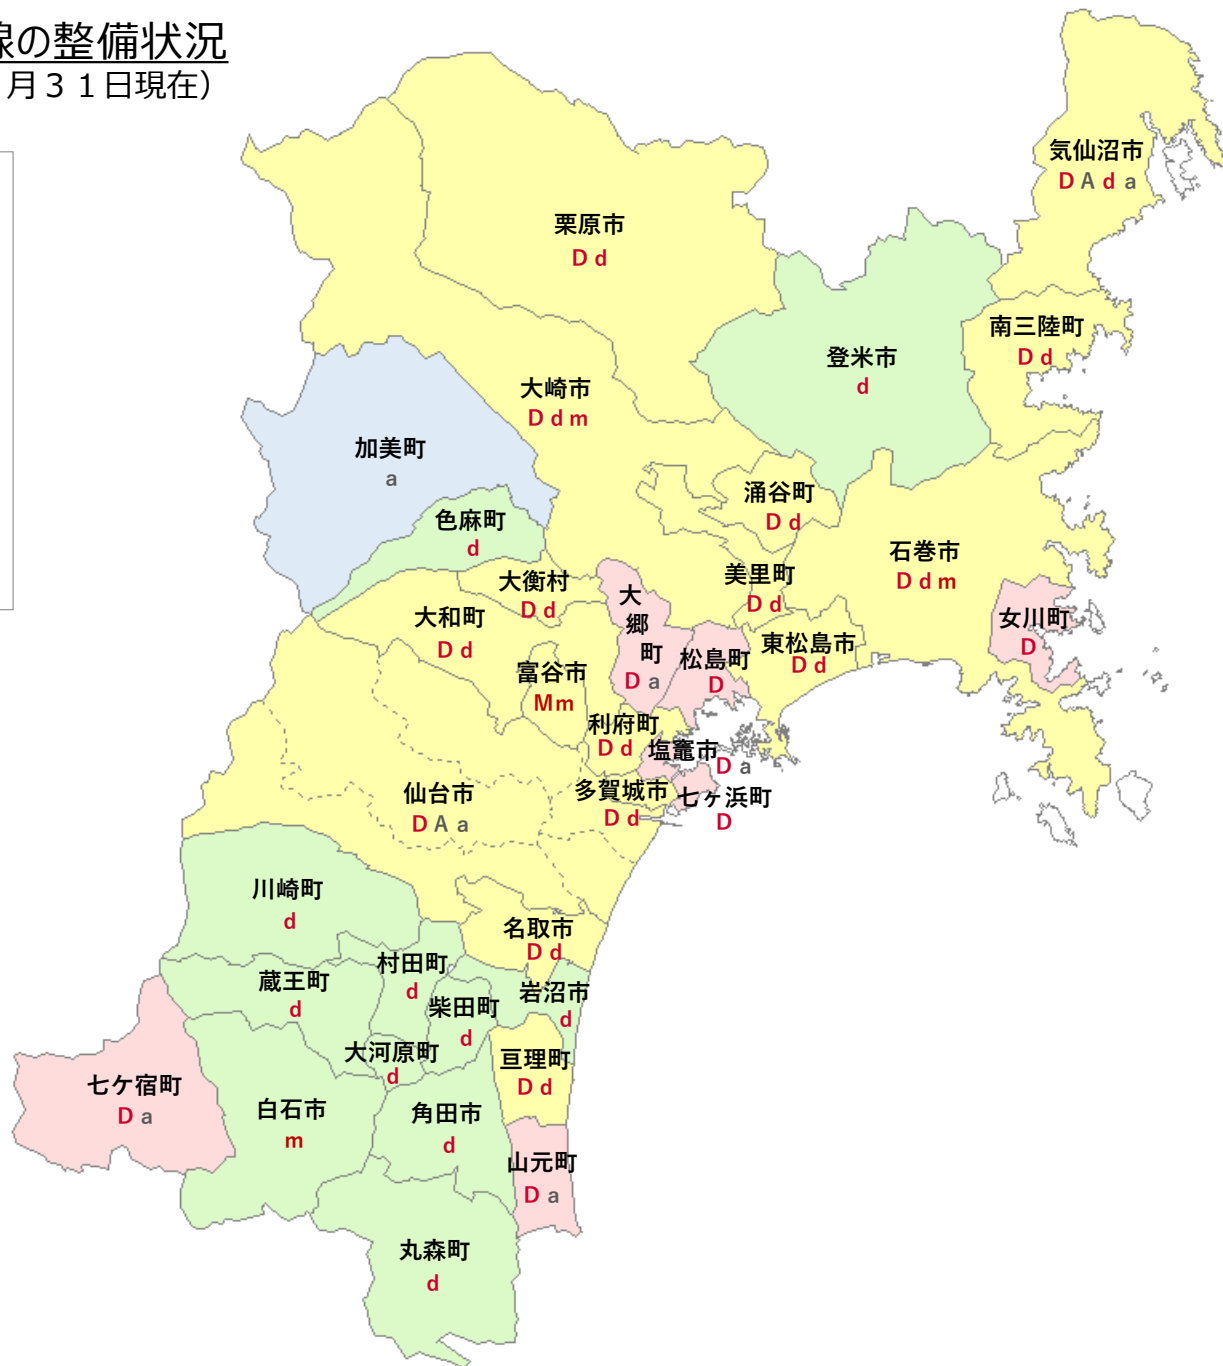 線の整備状況
月３１日現在）
気仙沼市
D A d a
栗原市
D d
南三陸町
D d
登米市
d
大崎市
D d m
加美町
a
涌谷町
D d
色麻町
d
石巻市
D d m
美里町
D d
大衡村
D d
大郷町
D a
大和町
D d
女川町
D
東松島市
D d
松島町
D
富谷市
Mm
利府町
D d
塩竈市
D a
多賀城市
D d
七ヶ浜町
D
仙台市
D A a
川崎町
d
名取市
D d
村田町
d
蔵王町
d
岩沼市
d
柴田町
d
大河原町
d
亘理町
D d
七ケ宿町
D a
白石市
m
角田市
d
山元町
D a
丸森町
d